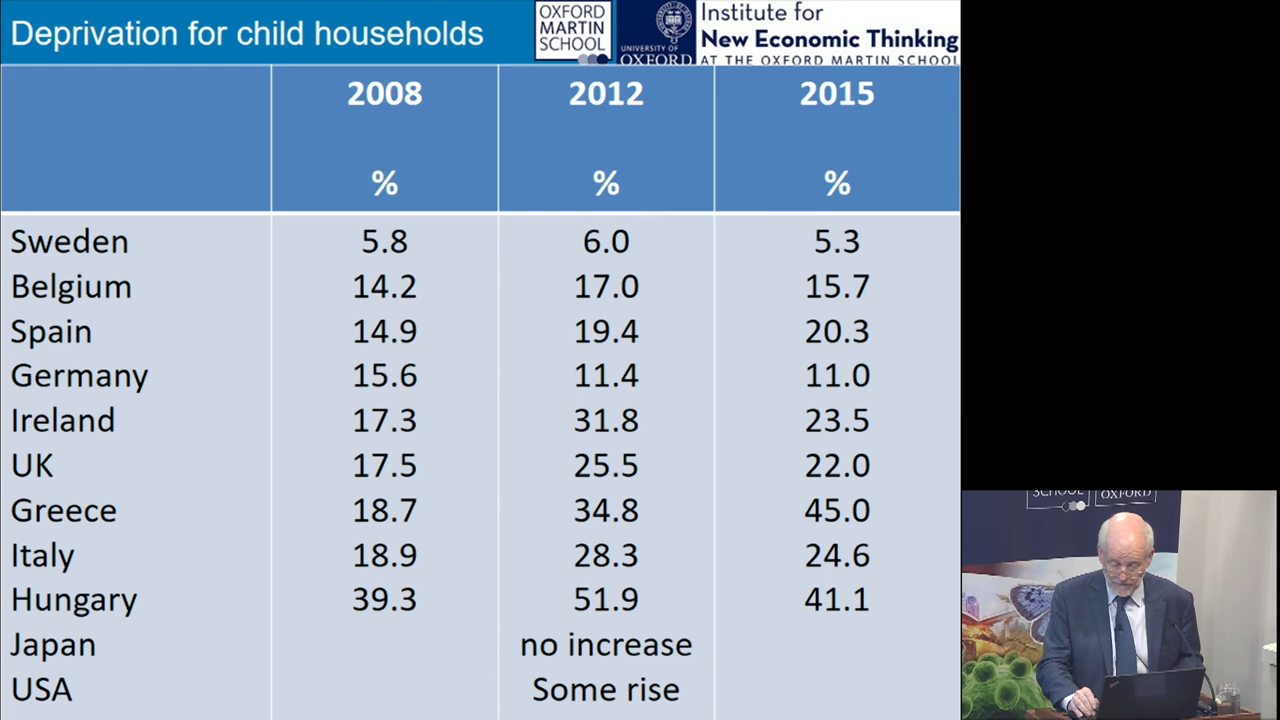 Deprivation for child households
OXFORD
MARTIN
SCHOOL
UNIVERSITY OF
OXFORD
Institute for
New Economic Thinking
AT THE OXFORD MARTIN SCHOOL
2008 2012 2015
% % %
Sweden 5.8 6.0 5.3
Belgium 14.2 17.0 15.7
Spain 14.9 19.4 20.3
Germany 15.6 11.4 11.0
Ireland 17.3 31.8 23.5
UK 17.5 25.5 22.0
Greece 18.7 34.8 45.0
Italy 18.9 28.3 24.6
Hungary 39.3 51.9 41.1
Japan no increase
USA Some rise
SCHOOL OXFORD